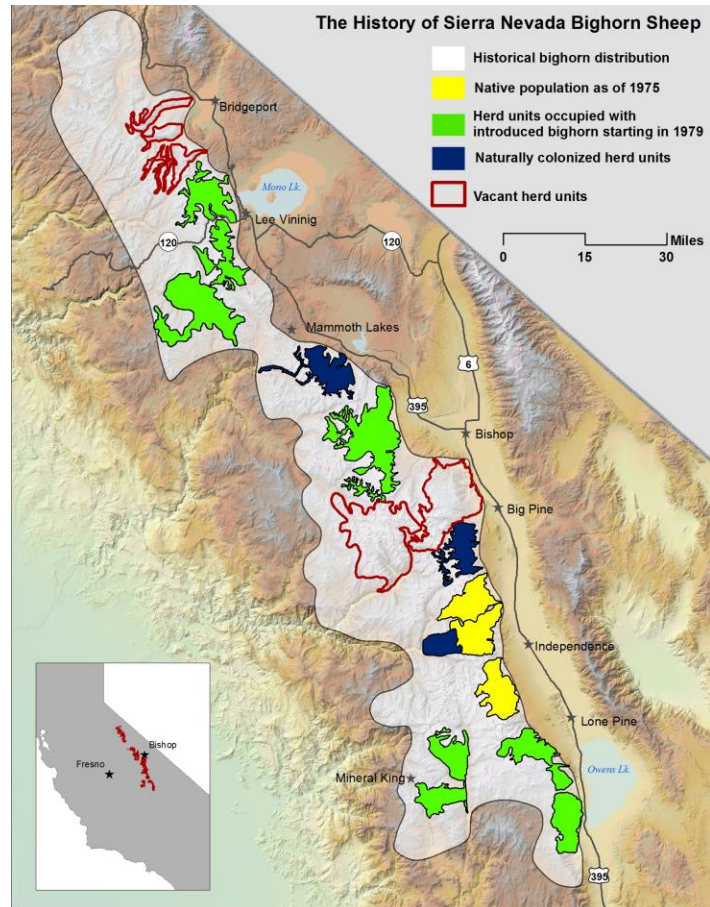 The History of Sierra Nevada Bighorn Sheep
Historical bighorn distribution
Native population as of 1975
Herd units occupied with
introduced bighorn starting in 1979
Naturally colonized herd units
Vacant herd units
Miles
0 15 30
Bridgeport
Mono Lk.
Lee Vininig
120
120
Mammoth Lakes
6
395
Bishop
Big Pine
Independence
Lone Pine
Mineral King
Owens Lk.
395
Bishop
Fresno